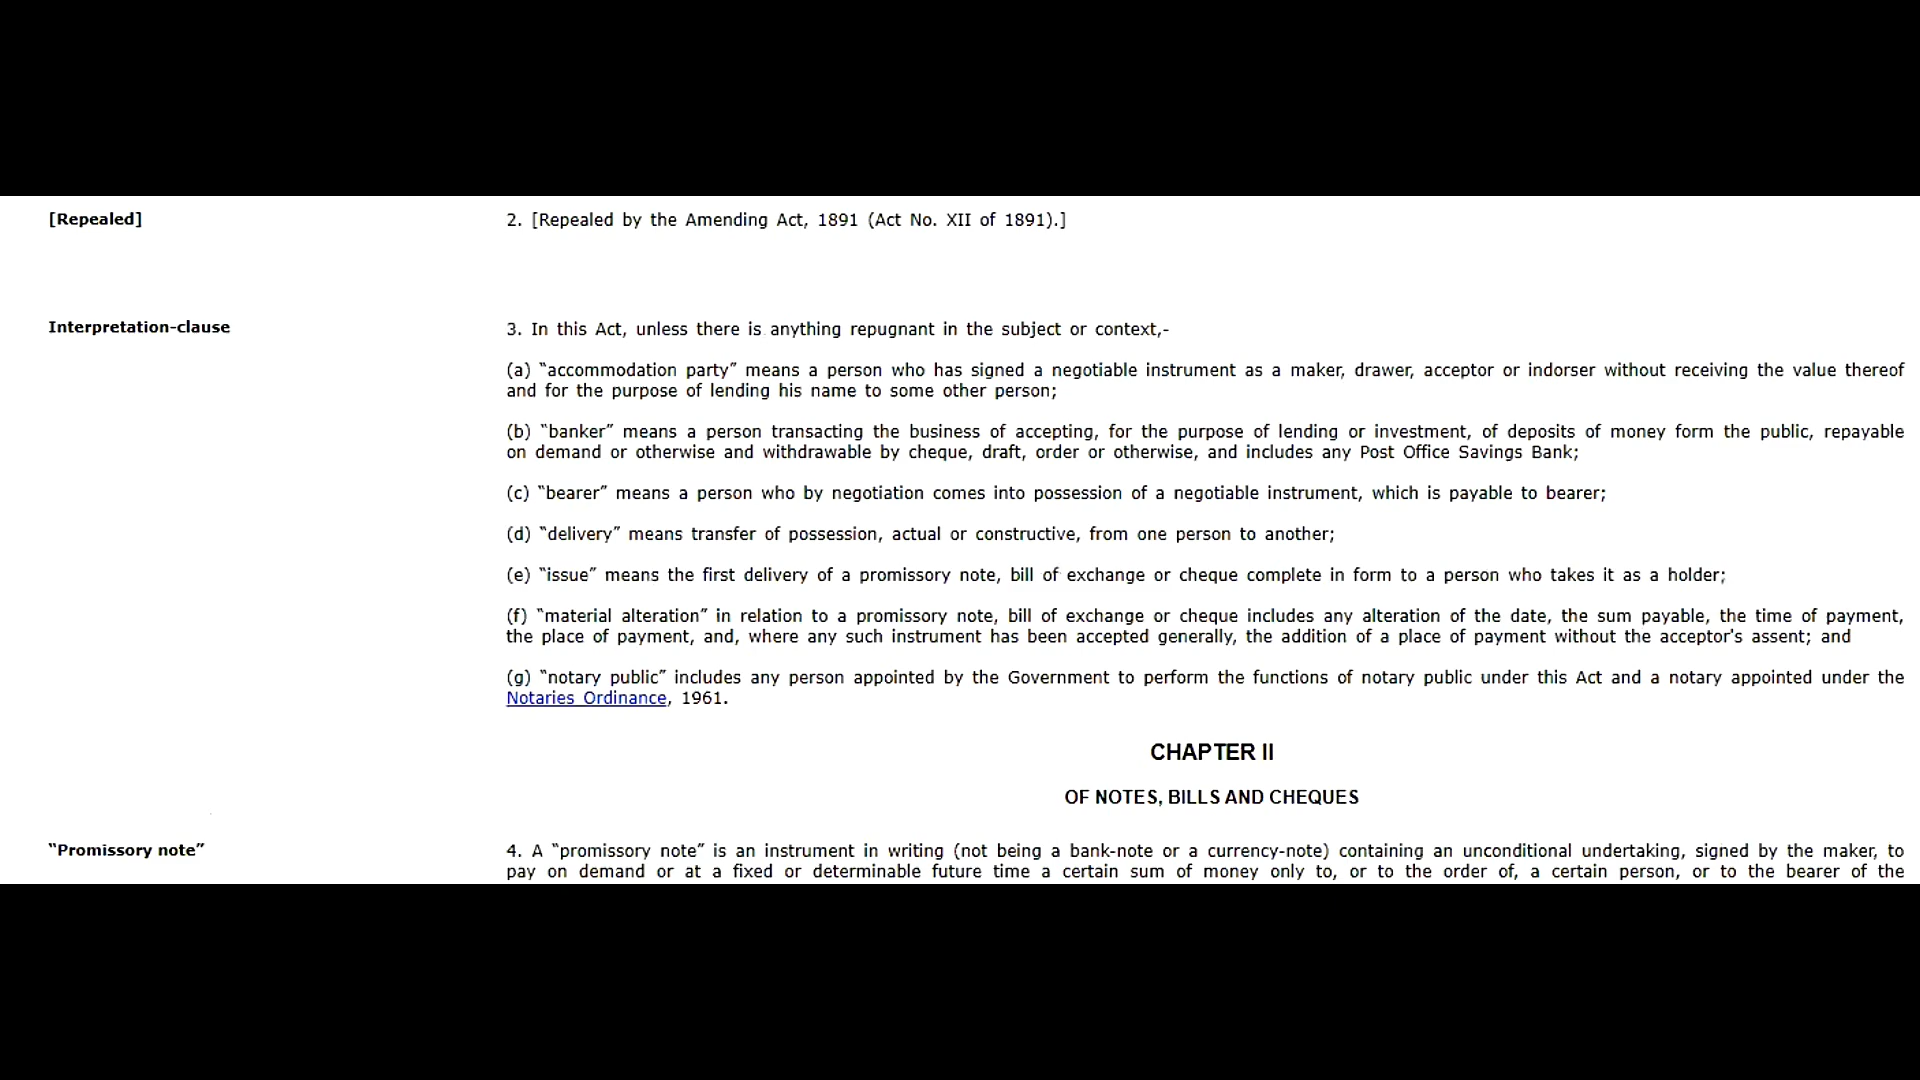 [Repealed]
2. [Repealed by the Amending Act, 1891 (Act No. XII of 1891).]
Interpretation-clause
3. In this Act, unless there is anything repugnant in the subject or context,-
(a) “accommodation party” means a person who has signed a negotiable instrument as a maker, drawer, acceptor or indorser without receiving the value thereof
and for the purpose of lending his name to some other person;
(b) “banker” means a person transacting the business of accepting, for the purpose of lending or investment, of deposits of money form the public, repayable
on demand or otherwise and withdrawable by cheque, draft, order or otherwise, and includes any Post Office Savings Bank;
(c) “bearer” means a person who by negotiation comes into possession of a negotiable instrument, which is payable to bearer;
(d) “delivery” means transfer of possession, actual or constructive, from one person to another;
(e) “issue” means the first delivery of a promissory note, bill of exchange or cheque complete in form to a person who takes it as a holder;
(f) “material alteration” in relation to a promissory note, bill of exchange or cheque includes any alteration of the date, the sum payable, the time of payment,
the place of payment, and, where any such instrument has been accepted generally, the addition of a place of payment without the acceptor's assent; and
(g) “notary public” includes any person appointed by the Government to perform the functions of notary public under this Act and a notary appointed under the
Notaries Ordinance, 1961.
CHAPTER II
OF NOTES, BILLS AND CHEQUES
“Promissory note”
4. A “promissory note” is an instrument in writing (not being a bank-note or a currency-note) containing an unconditional undertaking, signed by the maker, to
pay on demand or at a fixed or determinable future time a certain sum of money only to, or to the order of, a certain person, or to the bearer of the